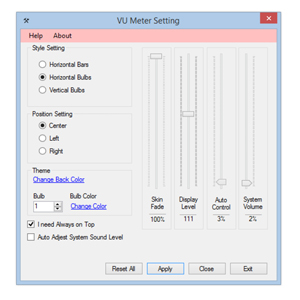 VU Meter Setting
Help About
Style Setting
Horizontal Bars
Horizontal Bulbs
Vertical Bulbs
Position Setting
Center
Left
Right
Theme
Change Back Color
Bulb Bulb Color
1 Change Color
I need Always on Top
Auto Adjest System Sound Level
Skin Fade
Display Level
Auto Control
System Volume
100% 111 3% 2%
Reset All Apply Close Exit